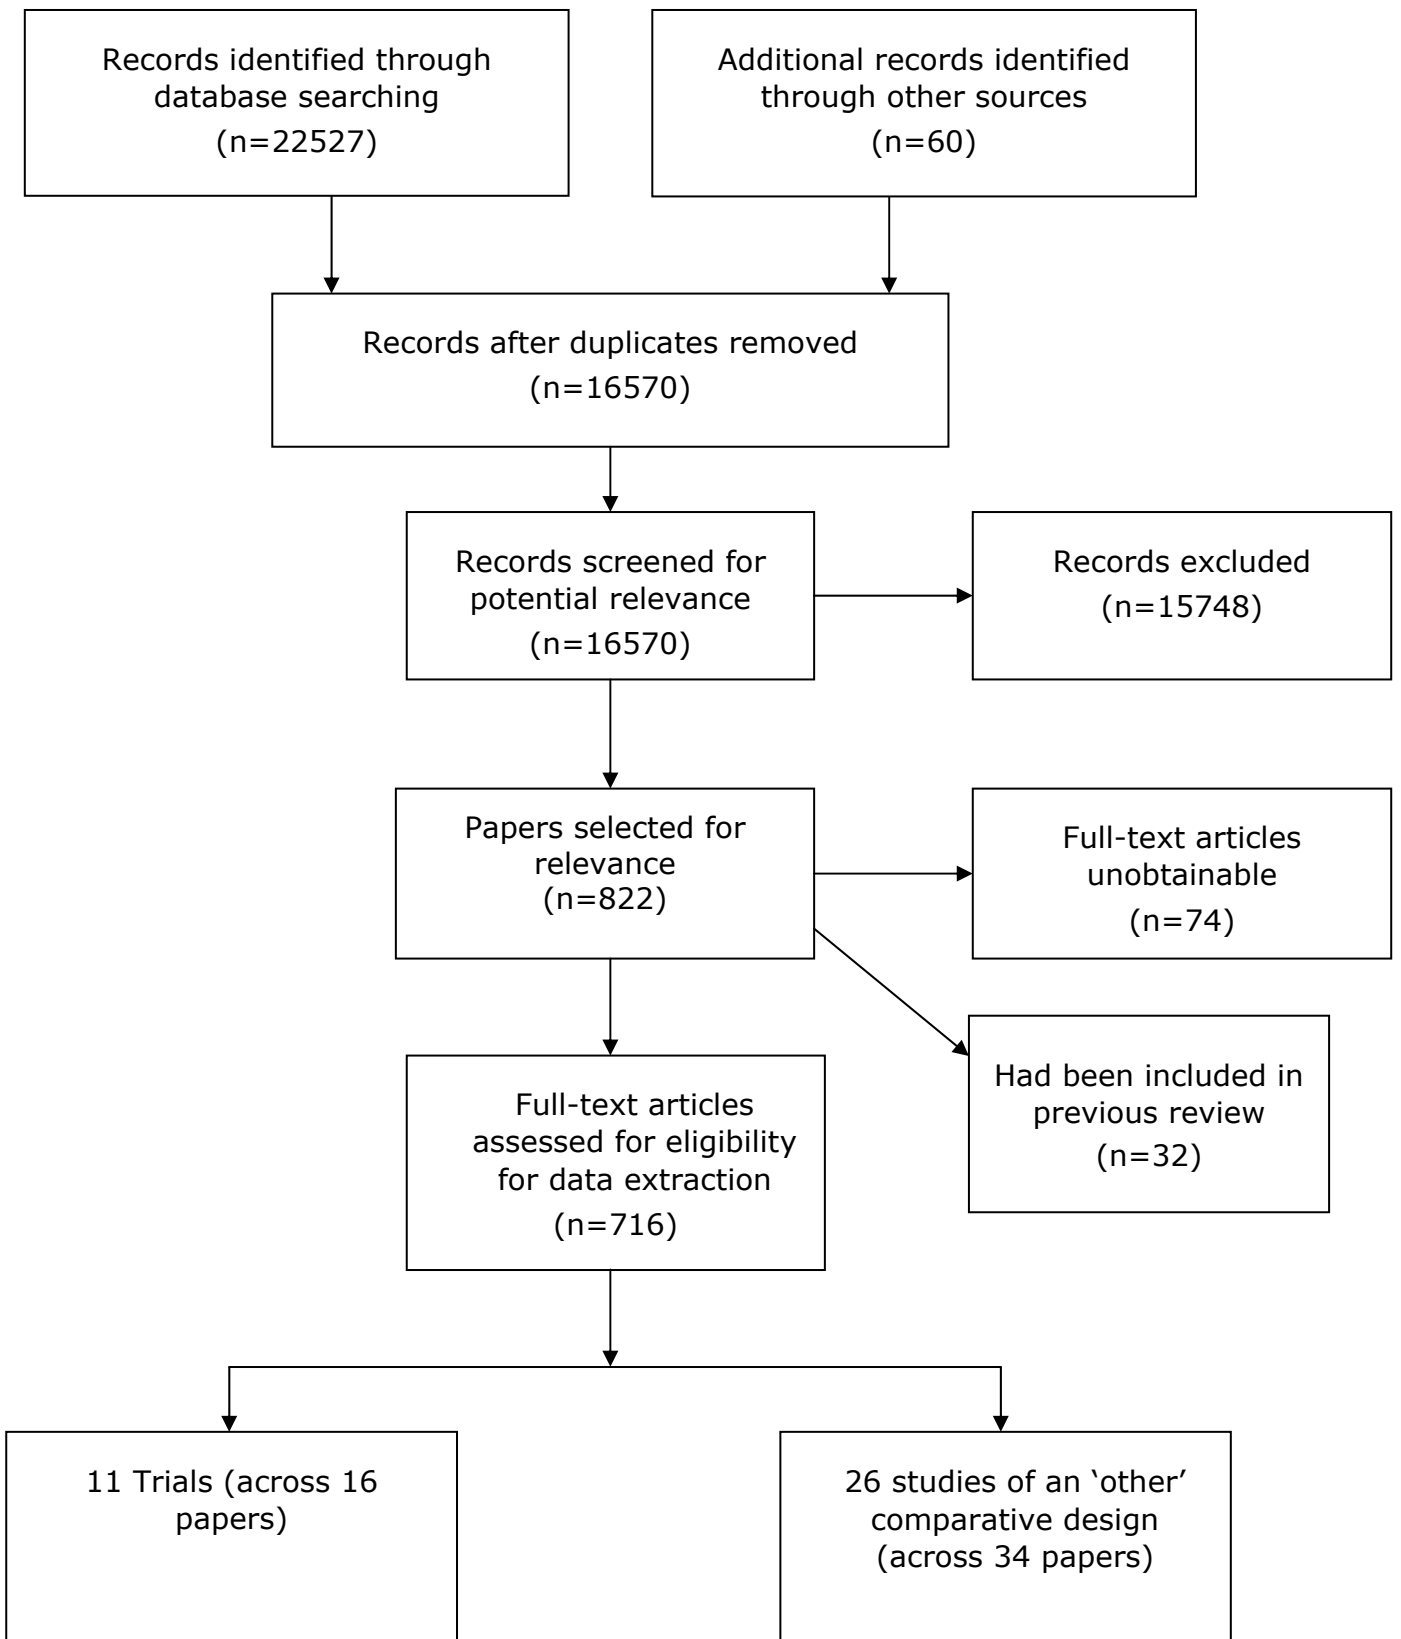 Records identified through
database searching
(n=22527)
Additional records identified
through other sources
(n=60)
Records after duplicates removed
(n=16570)
Records screened for
potential relevance
(n=16570)
Records excluded
(n=15748)
Papers selected for
relevance
(n=822)
Full-text articles
unobtainable
(n=74)
Had been included in
previous review
(n=32)
Full-text articles
assessed for eligibility
for data extraction
(n=716)
11 Trials (across 16
papers)
26 studies of an ‘other’
comparative design
(across 34 papers)